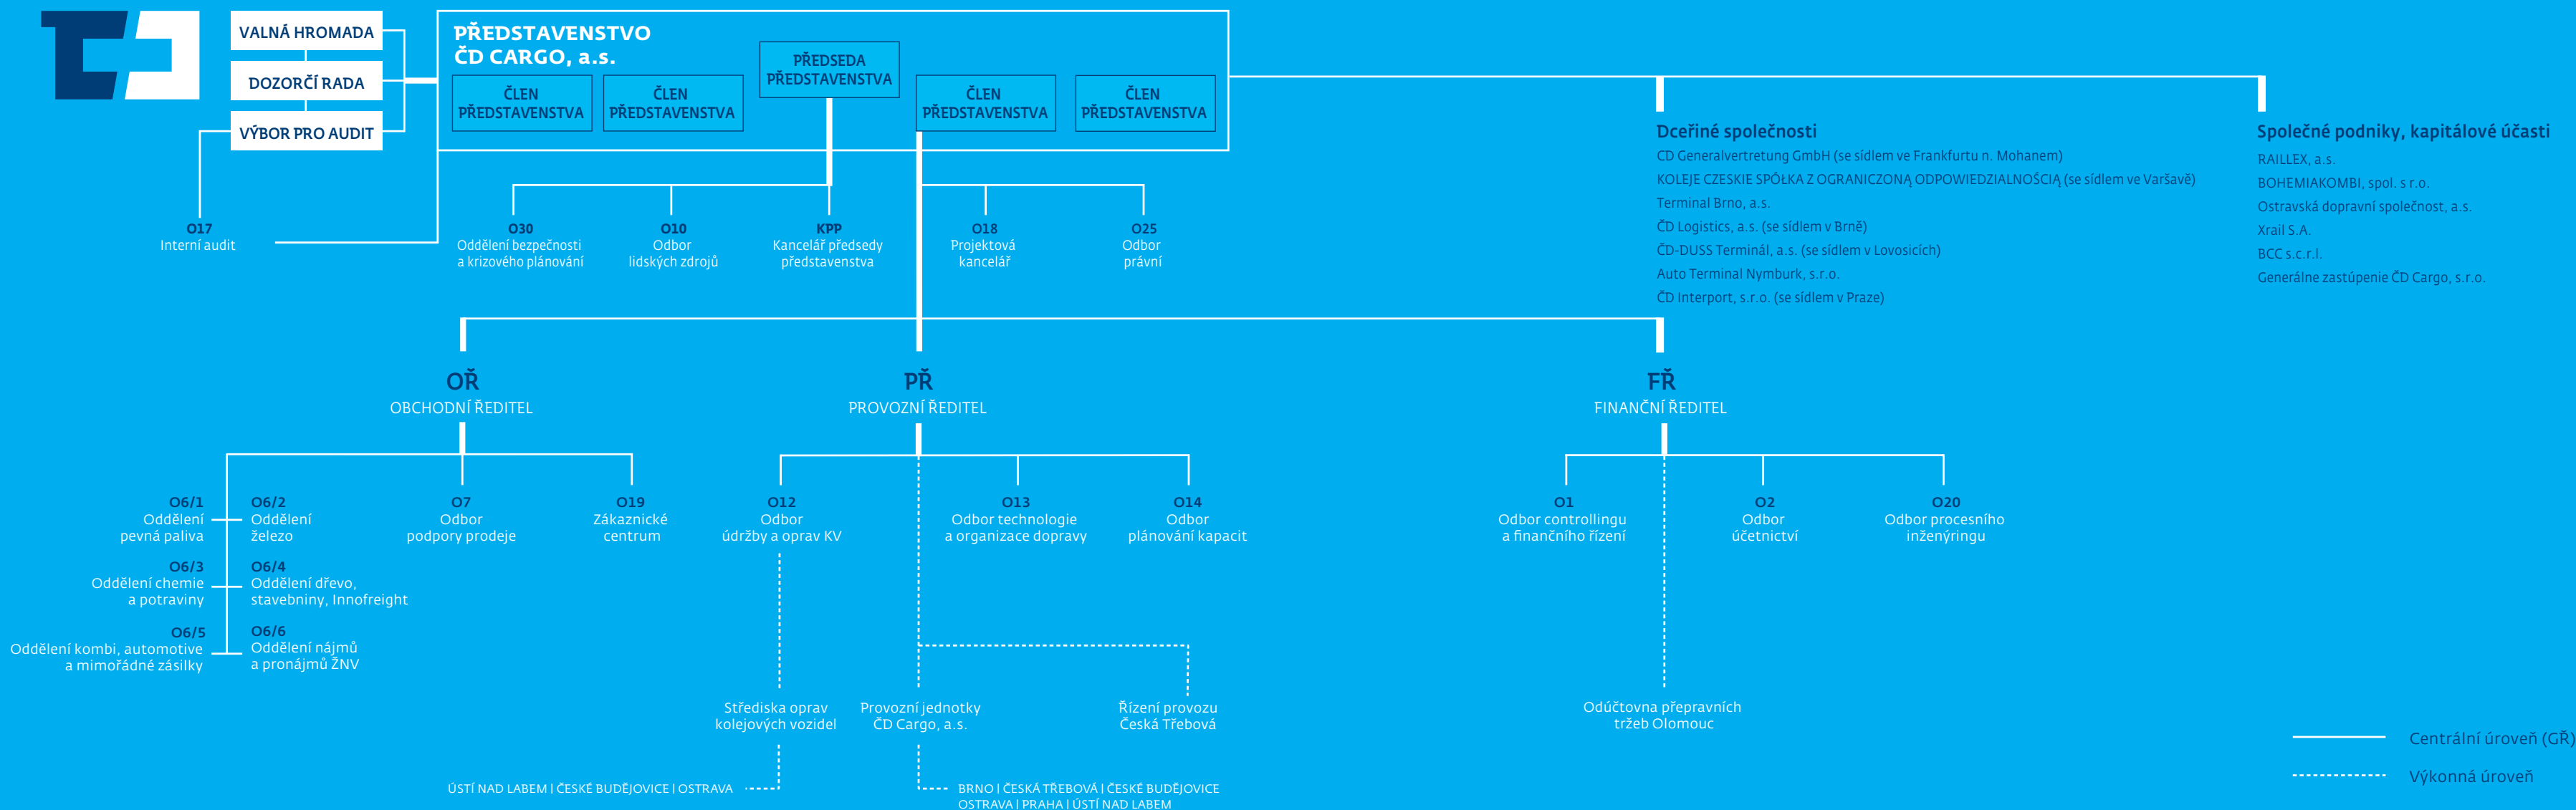 VALNÁ HROMADA
DOZORČÍ RADA
VÝBOR PRO AUDIT
PŘEDSTAVENSTVO
ČD CARGO, a.s.
ČLEN
PŘEDSTAVENSTVA
ČLEN
PŘEDSTAVENSTVA
PŘEDSEDA
PŘEDSTAVENSTVA
ČLEN
PŘEDSTAVENSTVA
ČLEN
PŘEDSTAVENSTVA
Dceřiné společnosti
CD Generalvertretung GmbH (se sídlem ve Frankfurtu n. Mohanem)
KOLEJE CZESKIE SPÓŁKA Z OGRANICZONĄ ODPOWIEDZIALNOŚCIĄ (se sídlem ve Varšavě)
Terminal Brno, a.s.
ČD Logistics, a.s. (se sídlem v Brně)
ČD-DUSS Terminál, a.s. (se sídlem v Lovosicích)
Auto Terminal Nymburk, s.r.o.
ČD Interport, s.r.o. (se sídlem v Praze)
Společné podniky, kapitálové účasti
RAILLEX, a.s.
BOHEMIAKOMBI, spol. s r.o.
Ostravská dopravní společnost, a.s.
Xrail S.A.
BCC s.c.r.l.
Generálne zastúpenie ČD Cargo, s.r.o.
O17
Interní audit
O30
Oddělení bezpečnosti
a krizového plánování
O10
Odbor
lidských zdrojů
KPP
Kancelář předsedy
představenstva
O18
Projektová
kancelář
O25
Odbor
právní
OŘ
OBCHODNÍ ŘEDITEL
PŘ
PROVOZNÍ ŘEDITEL
FŘ
FINANČNÍ ŘEDITEL
O6/1
Oddělení
pevná paliva
O6/2
Oddělení
železo
O6/3
Oddělení chemie
a potraviny
O6/4
Oddělení dřevo,
stavebniny, Innofreight
O6/5
Oddělení kombi, automotive
a mimořádné zásilky
O6/6
Oddělení nájmů
a pronájmů ŽNV
O7
Odbor
podpory prodeje
O19
Zákaznické
centrum
O12
Odbor
údržby a oprav KV
O13
Odbor technologie
a organizace dopravy
O14
Odbor
plánování kapacit
O1
Odbor controllingu
a finančního řízení
O2
Odbor
účetnictví
O20
Odbor procesního
inženýringu
Střediska oprav
kolejových vozidel
Provozní jednotky
ČD Cargo, a.s.
Řízení provozu
Česká Třebová
Odúčtovna přepravních
tržeb Olomouc
ÚSTÍ NAD LABEM | ČESKÉ BUDĚJOVICE | OSTRAVA
BRNO | ČESKÁ TŘEBOVÁ | ČESKÉ BUDĚJOVICE
OSTRAVA | PRAHA | ÚSTÍ NAD LABEM
Centrální úroveň (GŘ)
Výkonná úroveň